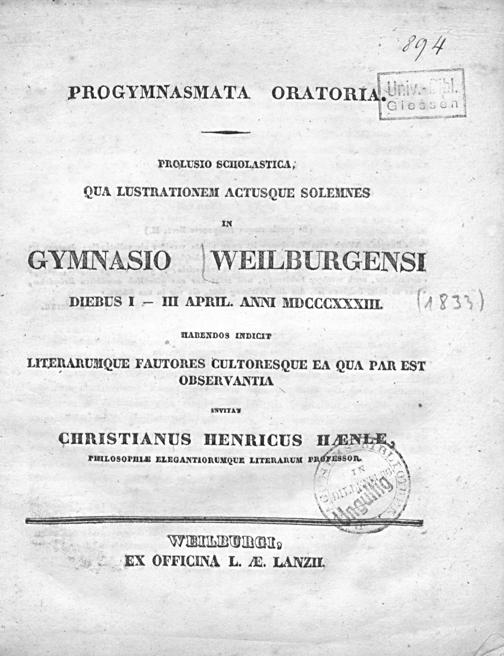 894
PROGYMNASMATA ORATORIA.
Univ.-Bibl.
Giessen
PROLUSIO SCHOLASTICA,
QUA LUSTRATIONEM ACTUSQUE SOLEMNES
IN
GYMNASIO WEILBURGENSI
DIEBUS I — III APRIL. ANNI MDCCCXXXIII.
(1833)
HABENDOS INDICIT
LITERARUMQUE FAUTORES CULTORESQUE EA QUA PAR EST
OBSERVANTIA
INVITAT
CHRISTIANUS HENRICUS HÆNLE,
PHILOSOPHIÆ ELEGANTIORUMQUE LITERARUM PROFESSOR.
IN
Ungultig
WEILBURGI,
EX OFFICINA L. Æ. LANZII.